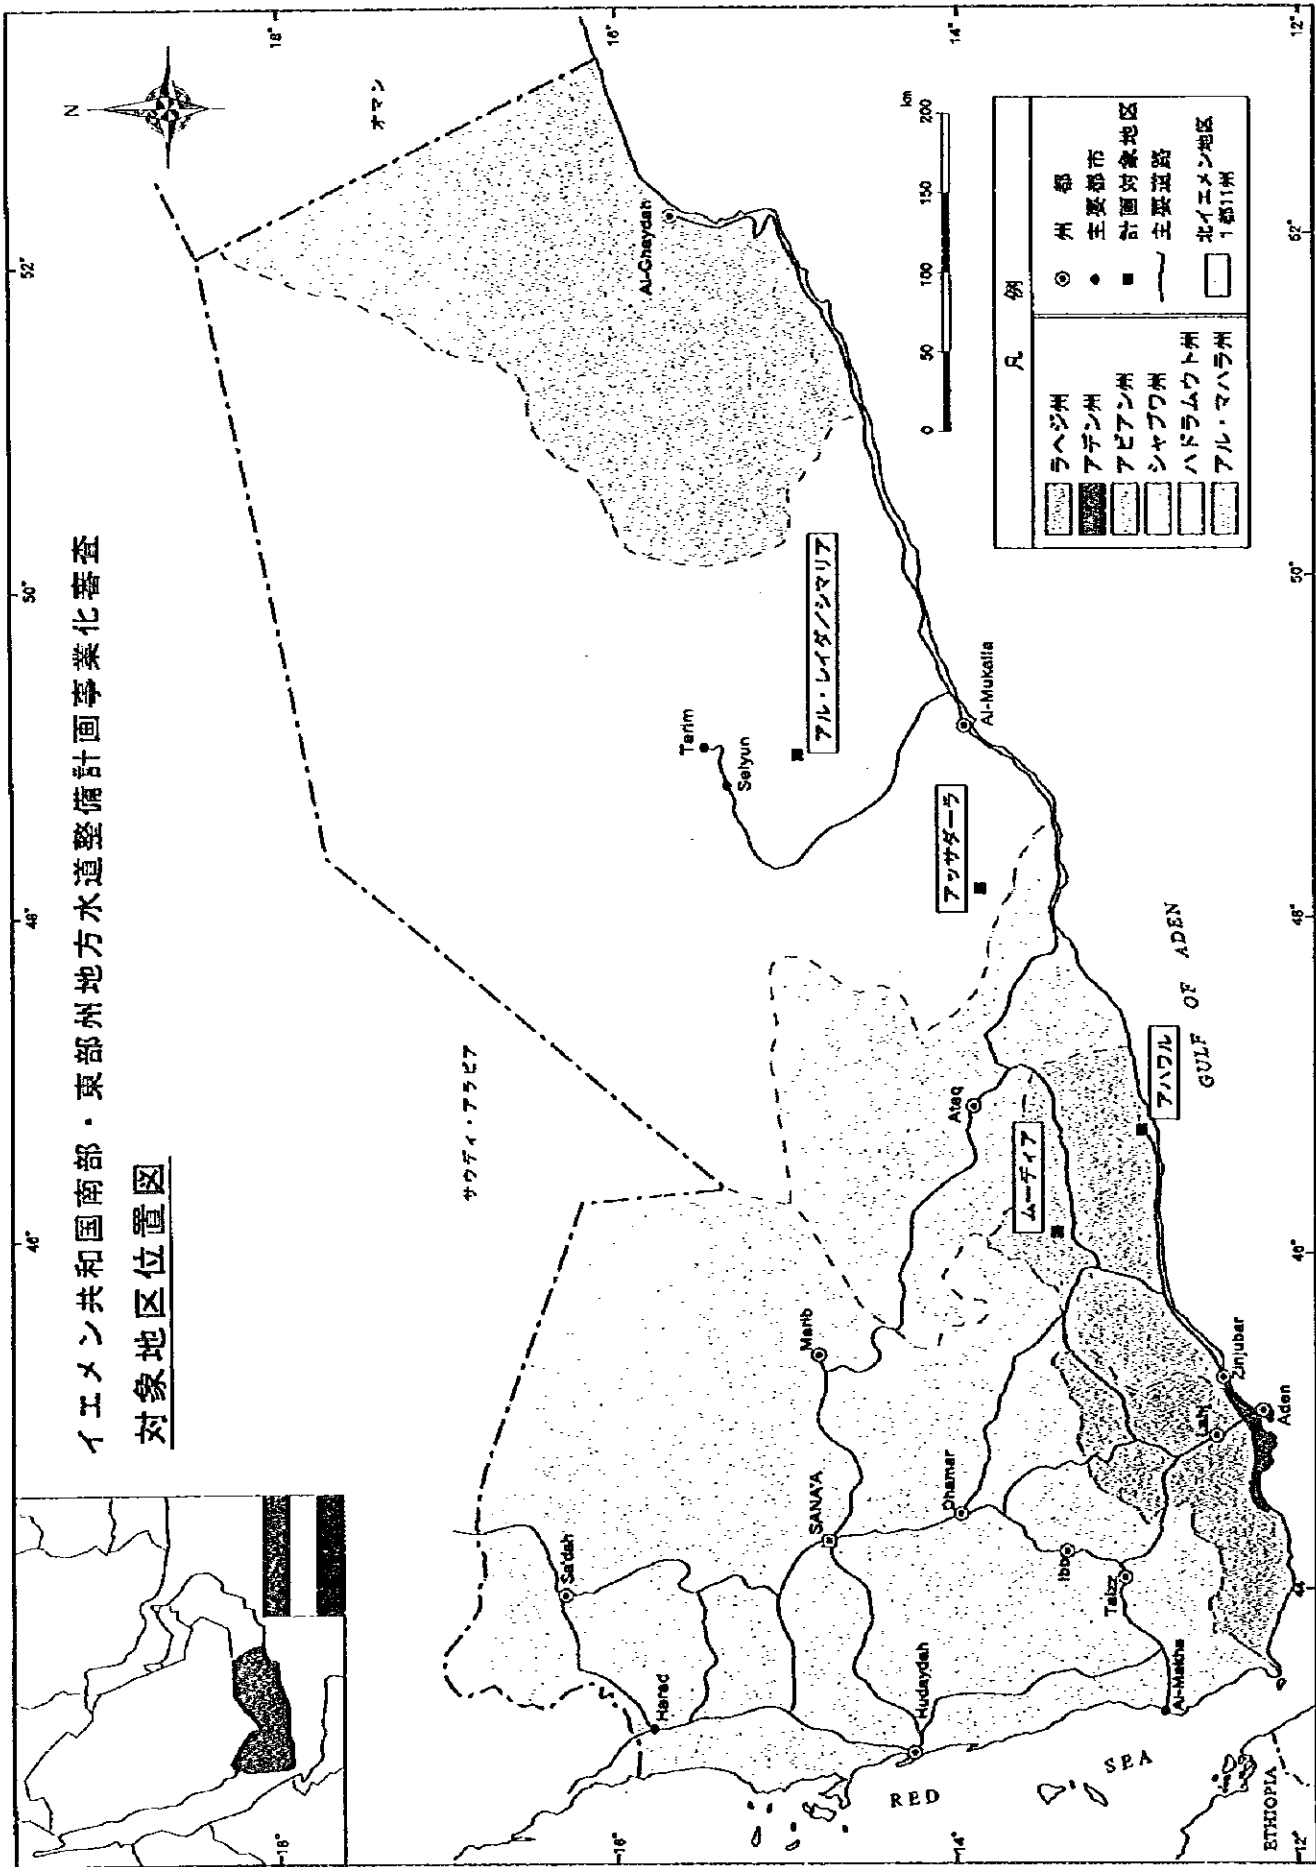 イエメン共和国南部・東部州地方水道整備計画事業化審査
対象地区位置図
46°
48°
50°
52°
N
オマン
サウディ・アラビア
18°
16°
14°
12°
18°
16°
14°
12°
44°
46°
48°
50°
52°
Al-Ghaydah
Tarim
Seiyun
アル・レイダ/シマリア
Al-Mukalla
アッサダーラ
Ataq
ムーディア
アハワル
GULF OF ADEN
Marib
SANA'A
Sa'dah
Harad
Hudaydah
Dhamar
Ibb
Taizz
Al-Makha
Lahj
Zinjubar
Aden
RED SEA
ETHIOPIA
0 50 100 150 200 km
凡例
ラヘジ州
アデン州
アビアン州
シャブワ州
ハドラムウト州
アル・マハラ州
州都
主要都市
計画対象地区
主要道路
北イエメン地区
1都11州